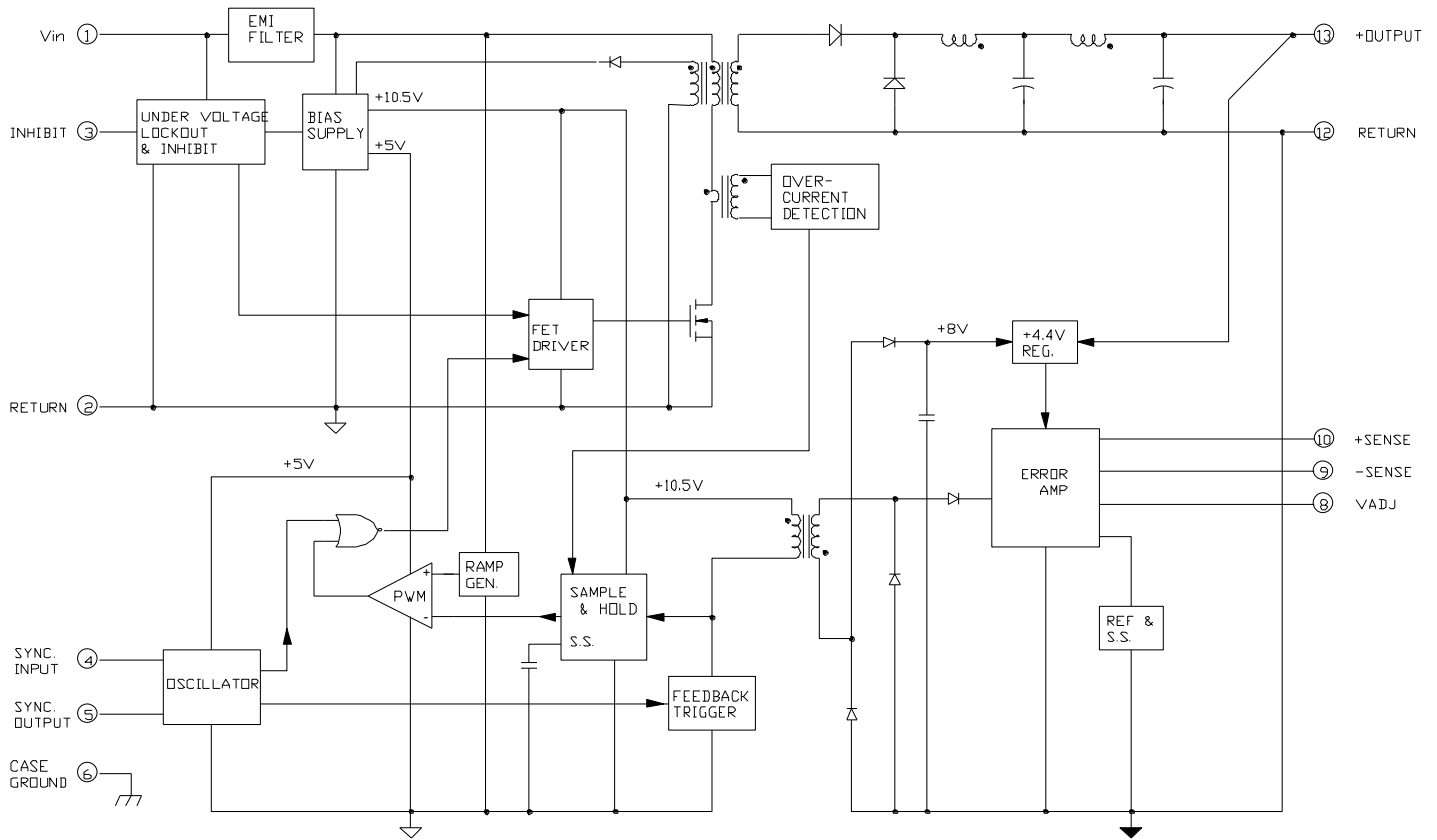 Vin
1
EMI
FILTER
13
+OUTPUT
+10.5V
INHIBIT
3
UNDER VOLTAGE
LOCKOUT
& INHIBIT
BIAS
SUPPLY
+5V
12
RETURN
OVER-
CURRENT
DETECTION
FET
DRIVER
+8V
+4.4V
REG.
RETURN
2
10
+SENSE
+5V
ERROR
AMP
9
-SENSE
+10.5V
8
VADJ
+
-
PWM
RAMP
GEN.
SAMPLE
& HOLD
S.S.
REF &
S.S.
SYNC.
INPUT
4
OSCILLATOR
SYNC.
OUTPUT
5
FEEDBACK
TRIGGER
CASE
GROUND
6